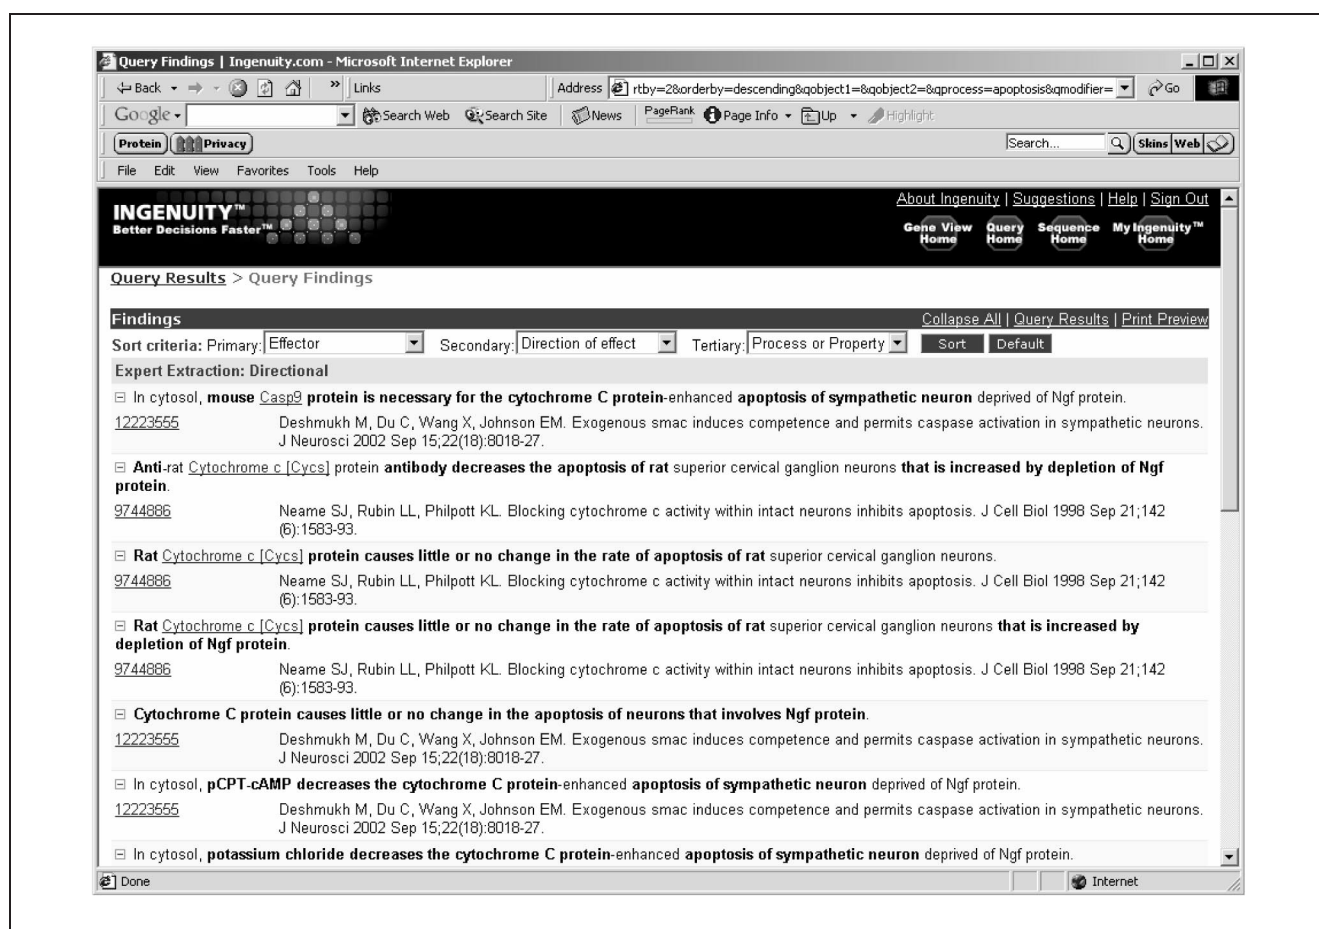 Query Findings | Ingenuity.com - Microsoft Internet Explorer
Back » Links Address rtby=2&orderby=descending&qobject1=&qobject2=&qprocess=apoptosis&qmodifier= Go
Google Search Web Search Site News PageRank Page Info Up Highlight
Protein Privacy Search... Skins Web
File Edit View Favorites Tools Help
INGENUITY™ About Ingenuity | Suggestions | Help | Sign Out
Better Decisions Faster™
Gene View Home Query Home Sequence Home My Ingenuity™ Home
Query Results > Query Findings
Findings Collapse All | Query Results | Print Preview
Sort criteria: Primary: Effector Secondary: Direction of effect Tertiary: Process or Property Sort Default
Expert Extraction: Directional
In cytosol, mouse Casp9 protein is necessary for the cytochrome C protein-enhanced apoptosis of sympathetic neuron deprived of Ngf protein.
12223555 Deshmukh M, Du C, Wang X, Johnson EM. Exogenous smac induces competence and permits caspase activation in sympathetic neurons.
J Neurosci 2002 Sep 15;22(18):8018-27.
Anti-rat Cytochrome c [Cycs] protein antibody decreases the apoptosis of rat superior cervical ganglion neurons that is increased by depletion of Ngf
protein.
9744886 Neame SJ, Rubin LL, Philpott KL. Blocking cytochrome c activity within intact neurons inhibits apoptosis. J Cell Biol 1998 Sep 21;142
(6):1583-93.
Rat Cytochrome c [Cycs] protein causes little or no change in the rate of apoptosis of rat superior cervical ganglion neurons.
9744886 Neame SJ, Rubin LL, Philpott KL. Blocking cytochrome c activity within intact neurons inhibits apoptosis. J Cell Biol 1998 Sep 21;142
(6):1583-93.
Rat Cytochrome c [Cycs] protein causes little or no change in the rate of apoptosis of rat superior cervical ganglion neurons that is increased by
depletion of Ngf protein.
9744886 Neame SJ, Rubin LL, Philpott KL. Blocking cytochrome c activity within intact neurons inhibits apoptosis. J Cell Biol 1998 Sep 21;142
(6):1583-93.
Cytochrome C protein causes little or no change in the apoptosis of neurons that involves Ngf protein.
12223555 Deshmukh M, Du C, Wang X, Johnson EM. Exogenous smac induces competence and permits caspase activation in sympathetic neurons.
J Neurosci 2002 Sep 15;22(18):8018-27.
In cytosol, pCPT-cAMP decreases the cytochrome C protein-enhanced apoptosis of sympathetic neuron deprived of Ngf protein.
12223555 Deshmukh M, Du C, Wang X, Johnson EM. Exogenous smac induces competence and permits caspase activation in sympathetic neurons.
J Neurosci 2002 Sep 15;22(18):8018-27.
In cytosol, potassium chloride decreases the cytochrome C protein-enhanced apoptosis of sympathetic neuron deprived of Ngf protein.
Done Internet